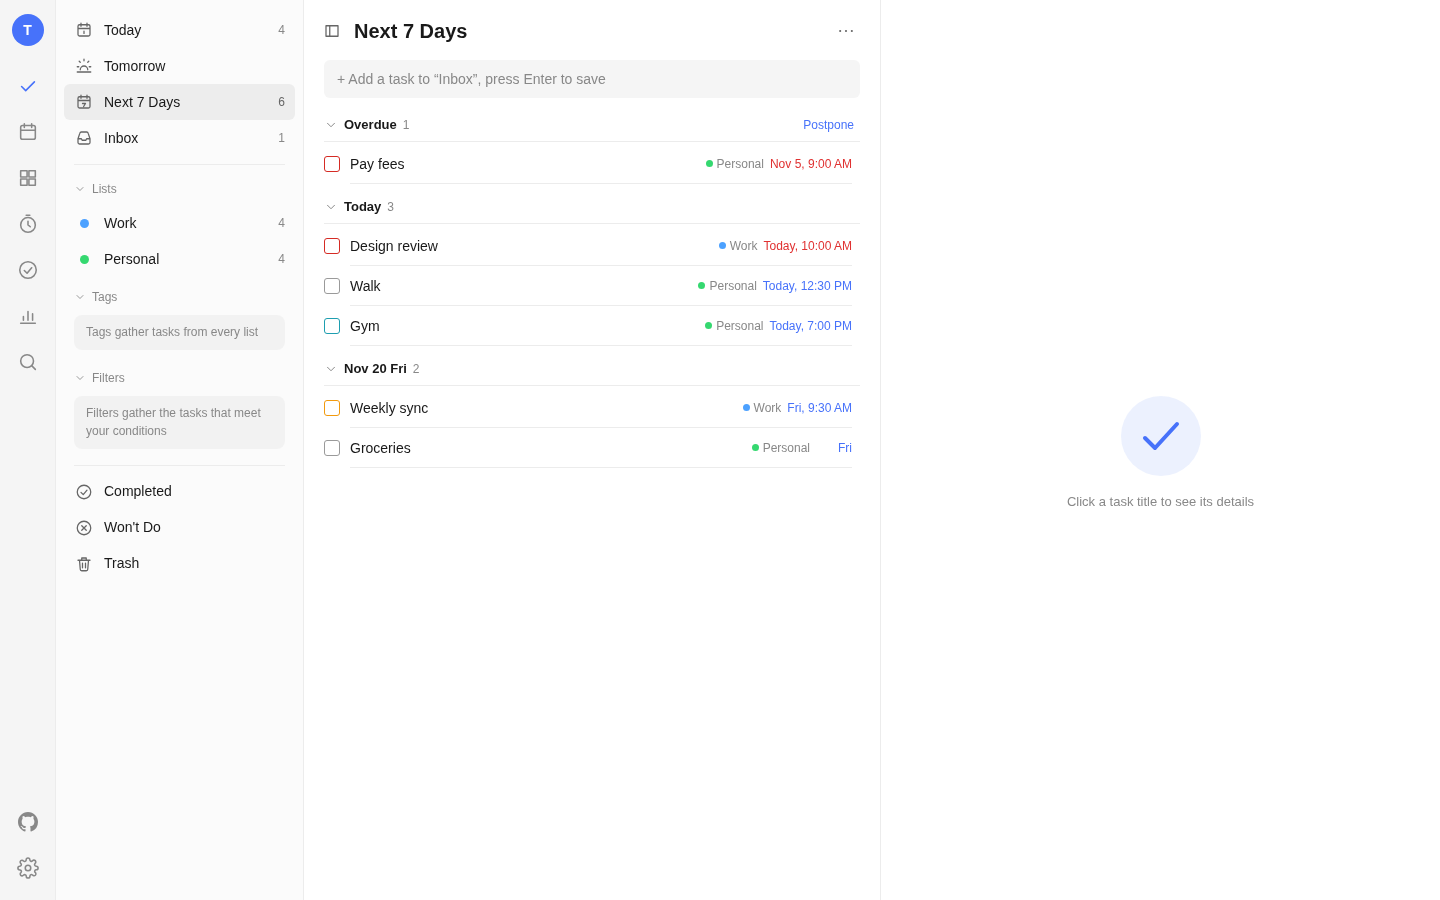 T
Today 4
Tomorrow
7 Next 7 Days 6
Inbox 1
Lists
Work 4
Personal 4
Tags
Tags gather tasks from every list
Filters
Filters gather the tasks that meet
your conditions
Completed
Won't Do
Trash
Next 7 Days
+ Add a task to “Inbox”, press Enter to save
Overdue 1 Postpone
Pay fees Personal Nov 5, 9:00 AM
Today 3
Design review Work Today, 10:00 AM
Walk Personal Today, 12:30 PM
Gym Personal Today, 7:00 PM
Nov 20 Fri 2
Weekly sync Work Fri, 9:30 AM
Groceries Personal Fri
Click a task title to see its details